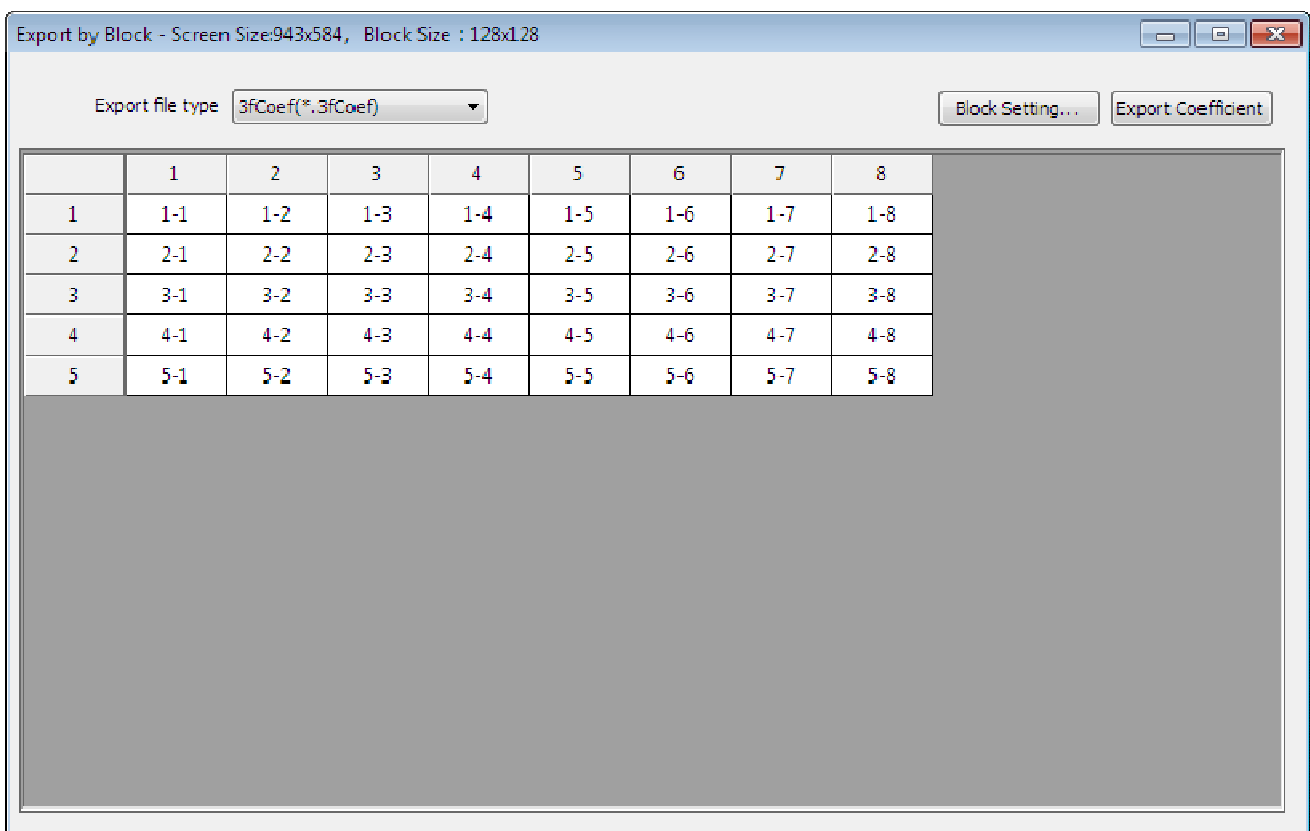 Export by Block - Screen Size:943x584, Block Size : 128x128
Export file type 3fCoef(*.3fCoef) Block Setting... Export Coefficient
1 2 3 4 5 6 7 8
1 1-1 1-2 1-3 1-4 1-5 1-6 1-7 1-8
2 2-1 2-2 2-3 2-4 2-5 2-6 2-7 2-8
3 3-1 3-2 3-3 3-4 3-5 3-6 3-7 3-8
4 4-1 4-2 4-3 4-4 4-5 4-6 4-7 4-8
5 5-1 5-2 5-3 5-4 5-5 5-6 5-7 5-8